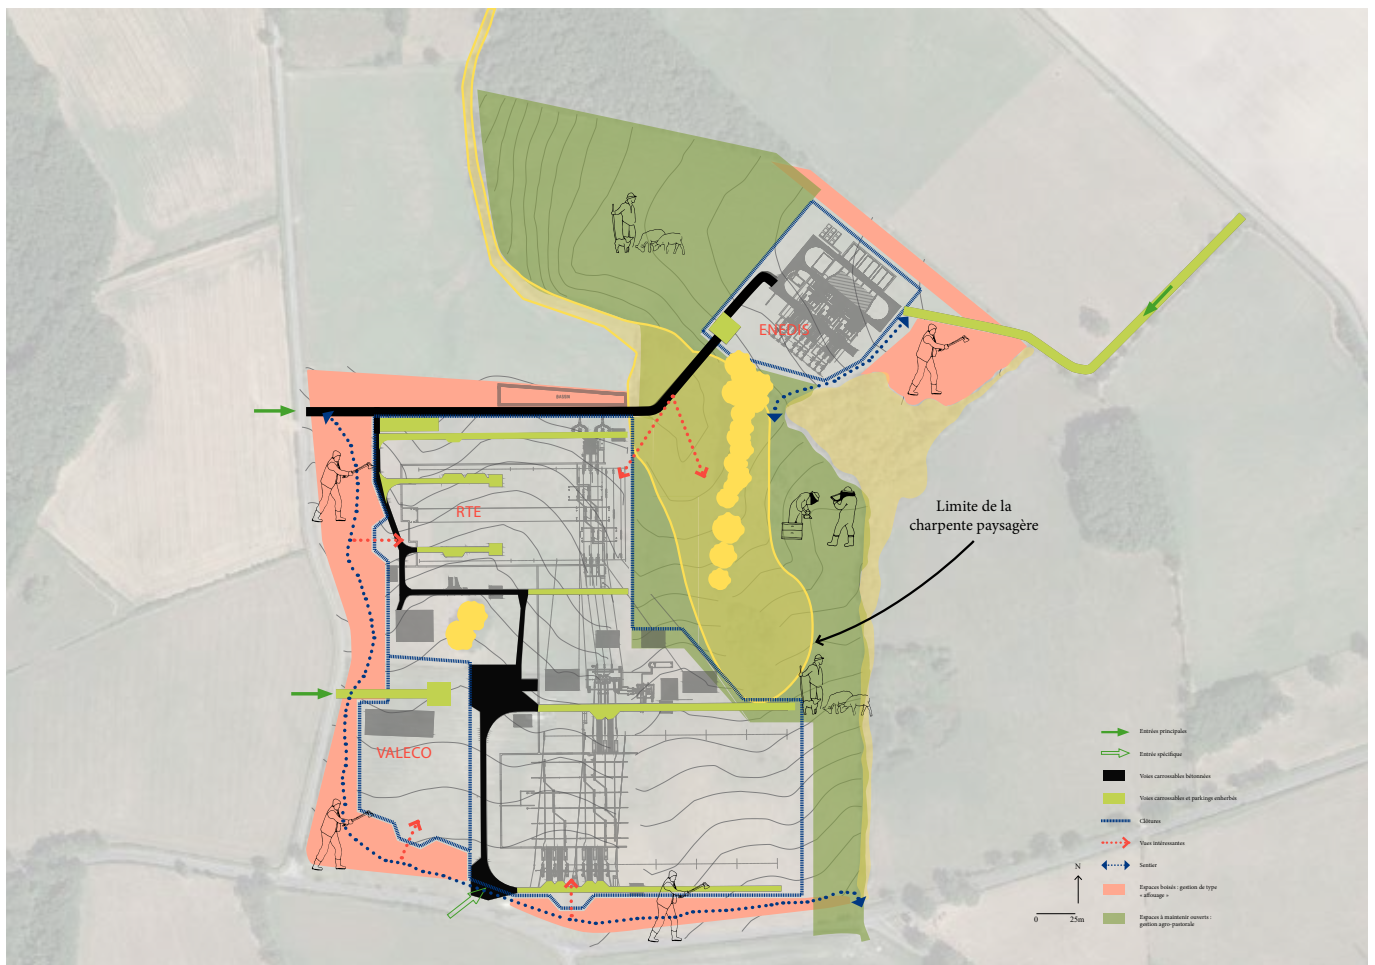 ENEDIS
BASSIN
RTE
Limite de la
charpente paysagère
VALECO
Entrées principales
Entrée spécifique
Voies carrossables bétonnées
Voies carrossables et parkings enherbés
Clôtures
Vues intéressantes
Sentier
Espaces boisés : gestion de type
« affouage »
Espaces à maintenir ouverts :
gestion agro-pastorale
N
0 25m